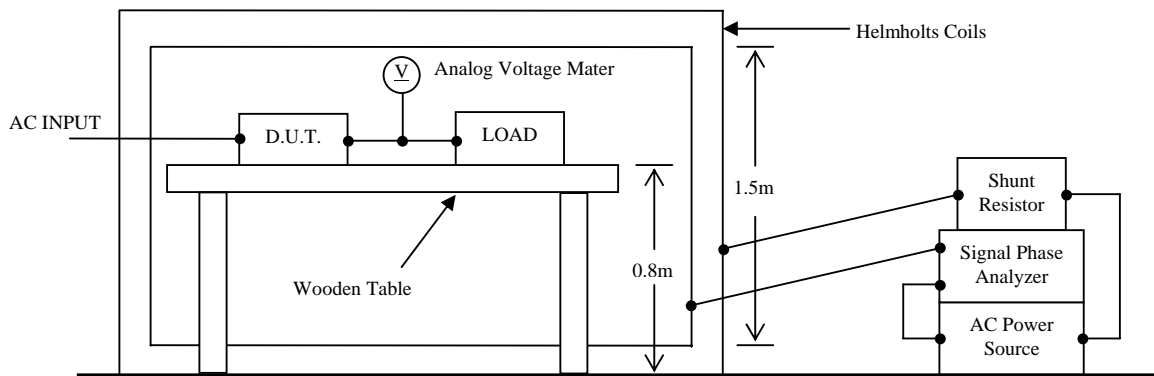 Helmholts Coils
V
Analog Voltage Mater
AC INPUT
D.U.T.
LOAD
1.5m
Shunt
Resistor
0.8m
Signal Phase
Analyzer
Wooden Table
AC Power
Source